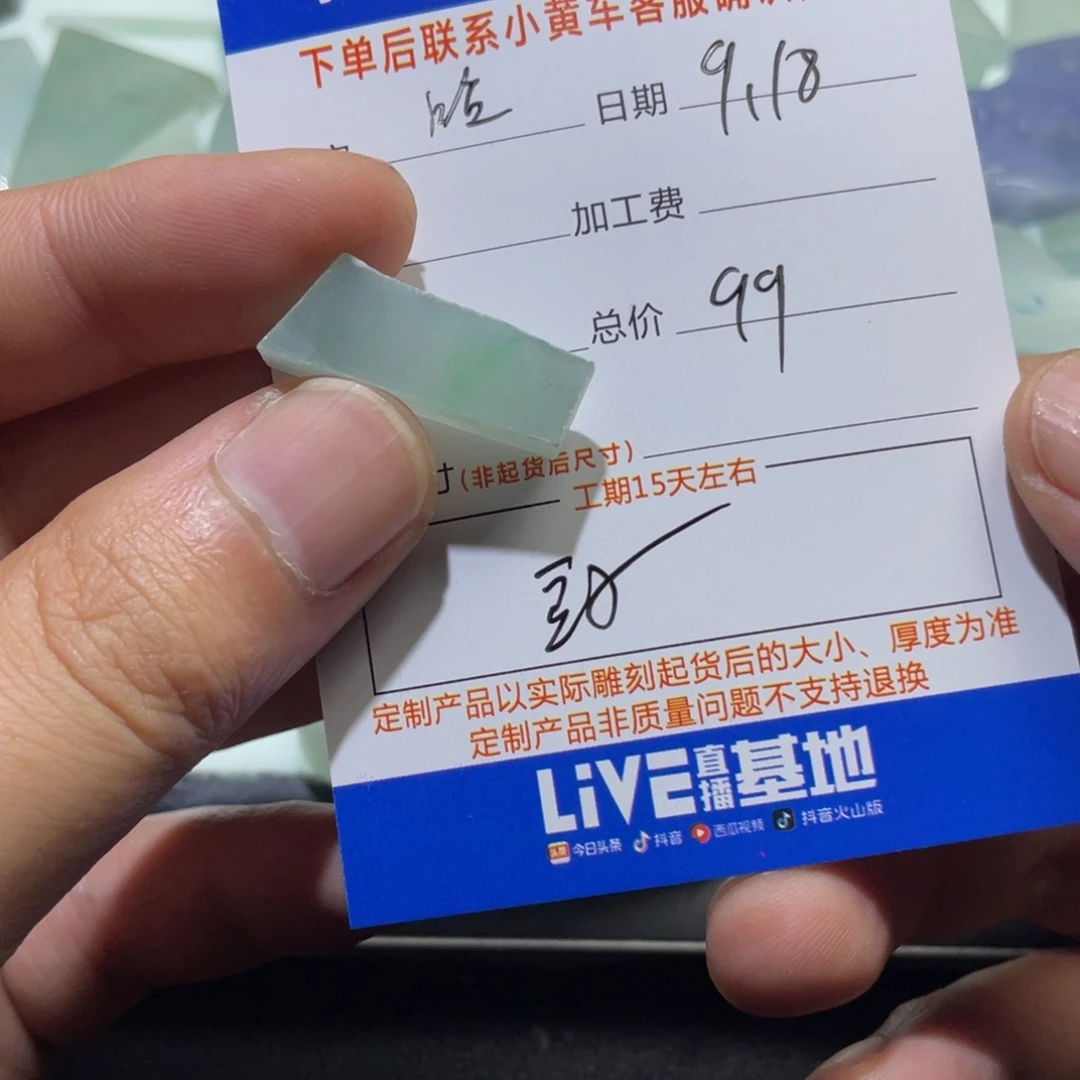 下单后联系小黄车客服确认
哈 日期 9.18
加工费
总价 99
寸(非起货后尺寸)
工期15天左右
定制产品以实际雕刻起货后的大小、厚度为准
定制产品非质量问题不支持退换
LiVE直播基地
头条 今日头条 抖音 西瓜视频 抖音火山版